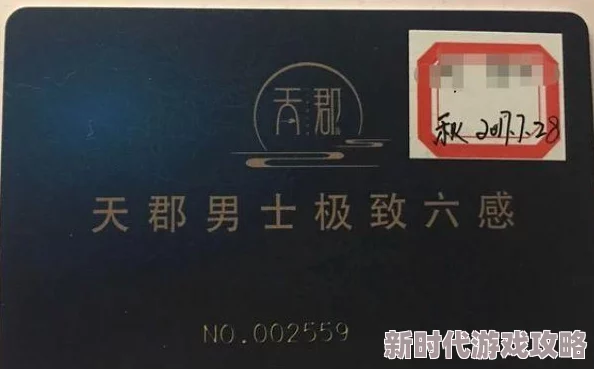 天郡
秋 2017.7.28
天郡男士极致六感
NO.002559
新时代游戏攻略